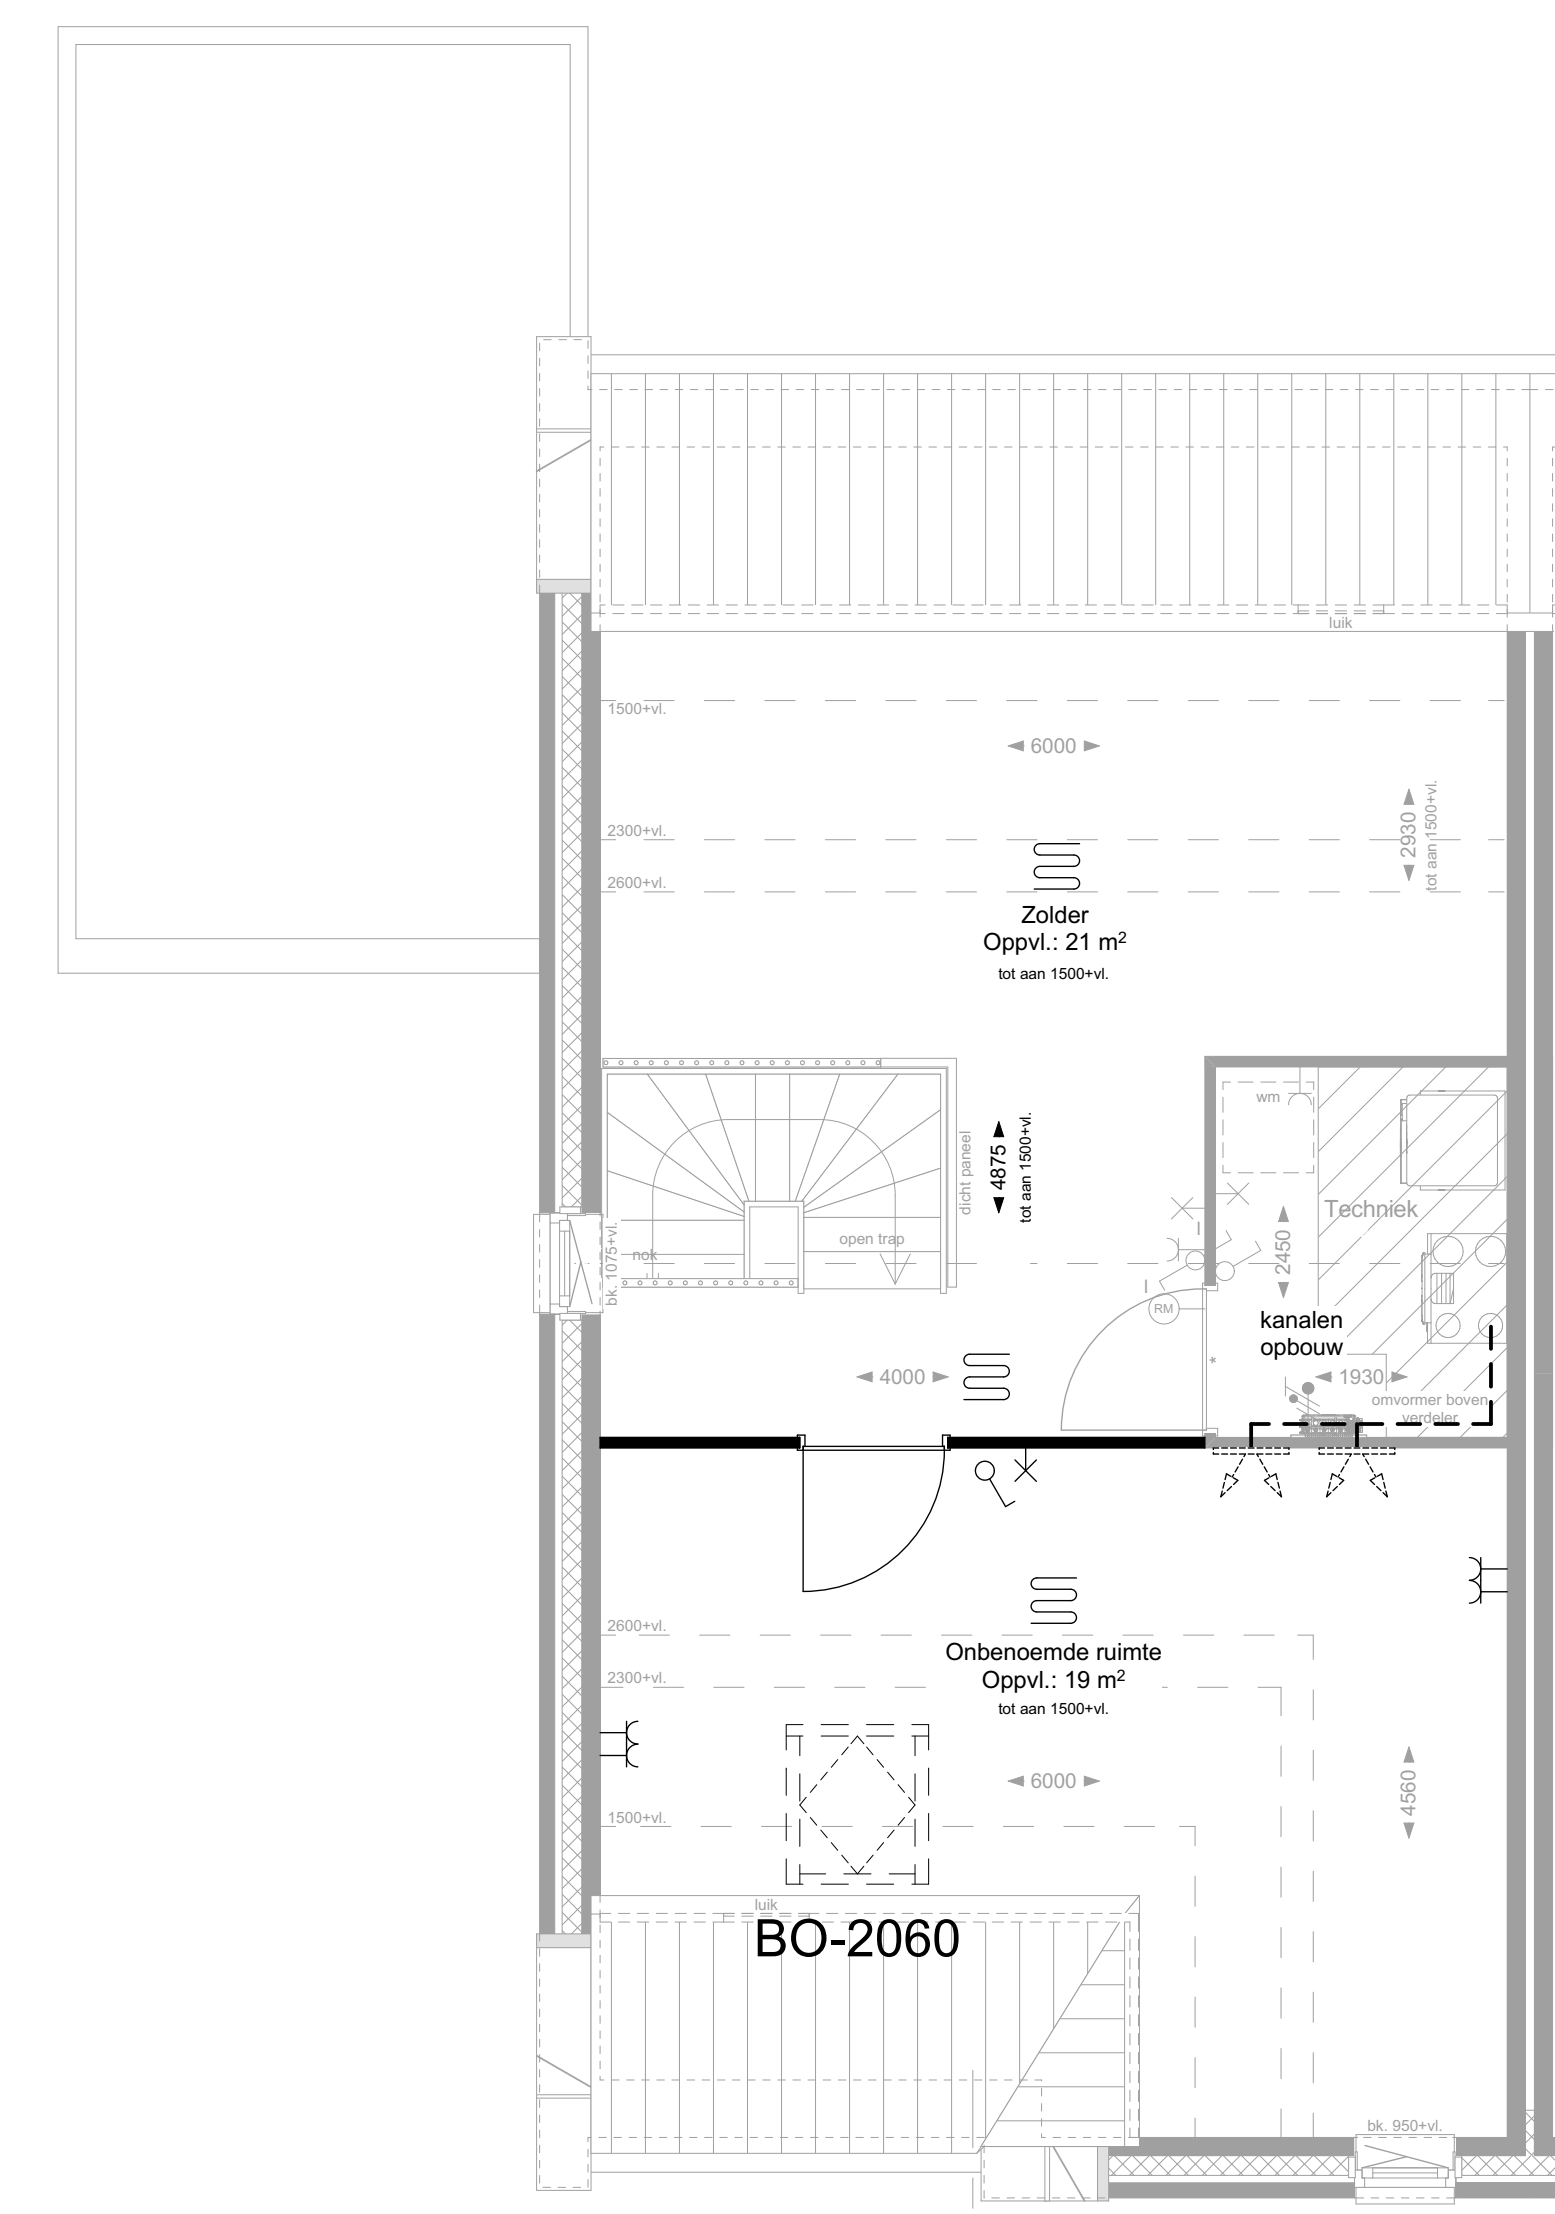 luik
1500+vl.
6000
2300+vl.
2930
tot aan 1500+vl.
2600+vl.
Zolder
Oppvl.: 21 m²
tot aan 1500+vl.
wm
dicht paneel
4875
tot aan 1500+vl.
Techniek
open trap
nok
bk. 1075+vl.
2450
RM
kanalen
opbouw
*
4000
1930
omvormer boven
verdeler
2600+vl.
Onbenoemde ruimte
Oppvl.: 19 m²
tot aan 1500+vl.
2300+vl.
6000
4560
1500+vl.
luik
BO-2060
bk. 950+vl.